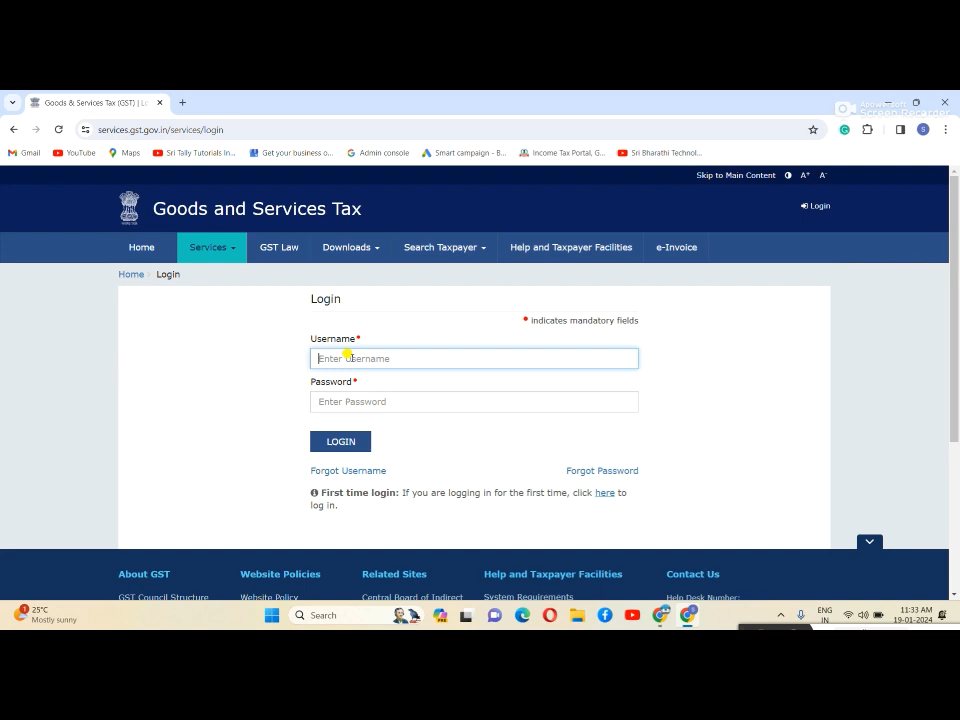 Apowersoft
Screen Recorder
Goods & Services Tax (GST) | Lo
services.gst.gov.in/services/login
Gmail YouTube Maps Sri Tally Tutorials In... Get your business o... Admin console Smart campaign - B... Income Tax Portal, G... Sri Bharathi Technol...
Skip to Main Content A+ A-
Goods and Services Tax
Login
Home Services GST Law Downloads Search Taxpayer Help and Taxpayer Facilities e-Invoice
Home Login
Login
• indicates mandatory fields
Username•
Enter Username
Password•
Enter Password
LOGIN
Forgot Username Forgot Password
First time login: If you are logging in for the first time, click here to
log in.
About GST Website Policies Related Sites Help and Taxpayer Facilities Contact Us
GST Council Structure Website Policy Central Board of Indirect System Requirements Help Desk Number:
1 25°C
Mostly sunny
Search
PRE
ENG
IN
11:33 AM
19-01-2024